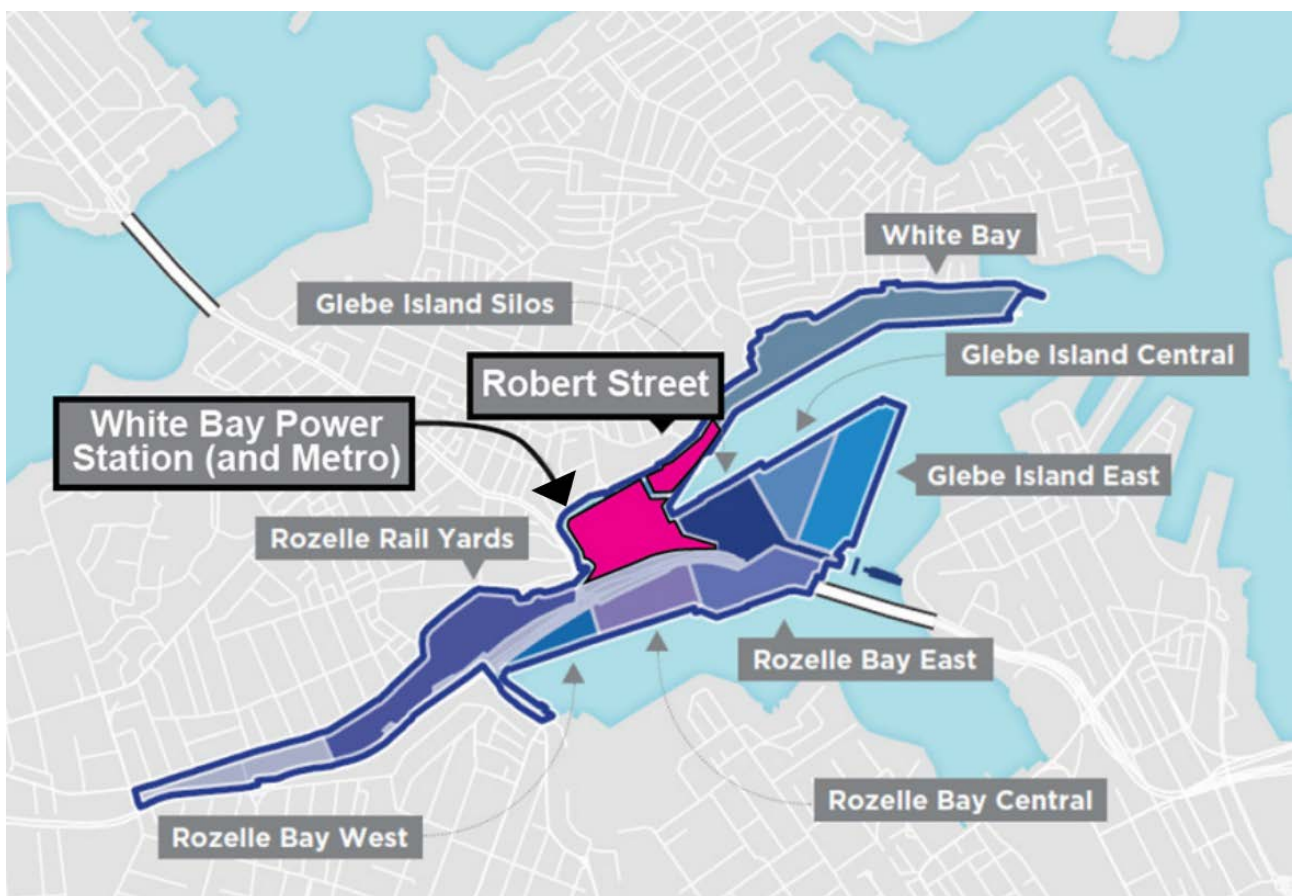 White Bay
Glebe Island Silos
Glebe Island Central
Robert Street
White Bay Power
Station (and Metro)
Glebe Island East
Rozelle Rail Yards
Rozelle Bay East
Rozelle Bay Central
Rozelle Bay West